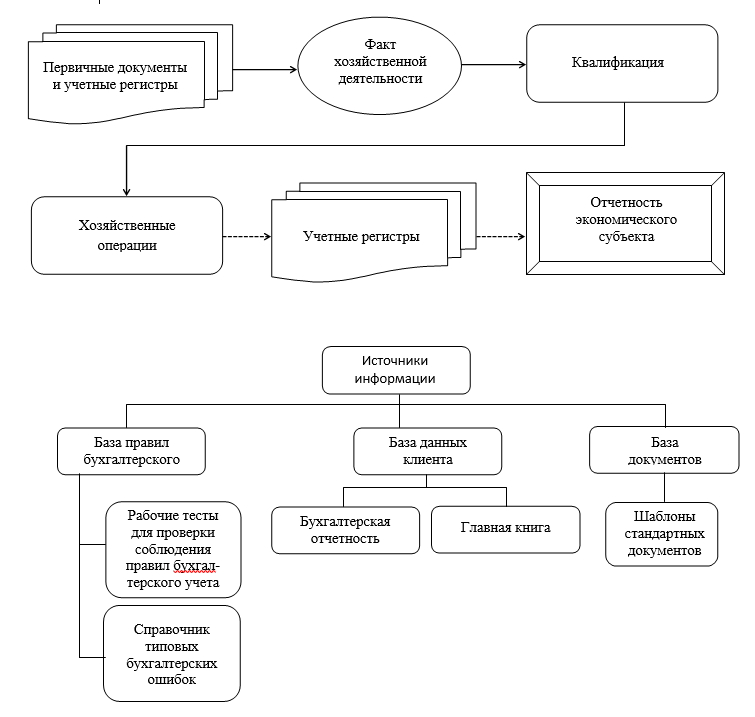 Первичные документы
и учетные регистры
Факт
хозяйственной
деятельности
Квалификация
Хозяйственные
операции
Учетные регистры
Отчетность
экономического
субъекта
Источники
информации
База правил
бухгалтерского
База данных
клиента
База
документов
Рабочие тесты
для проверки
соблюдения
правил бухгал-
терского учета
Бухгалтерская
отчетность
Главная книга
Шаблоны
стандартных
документов
Справочник
типовых
бухгалтерских
ошибок